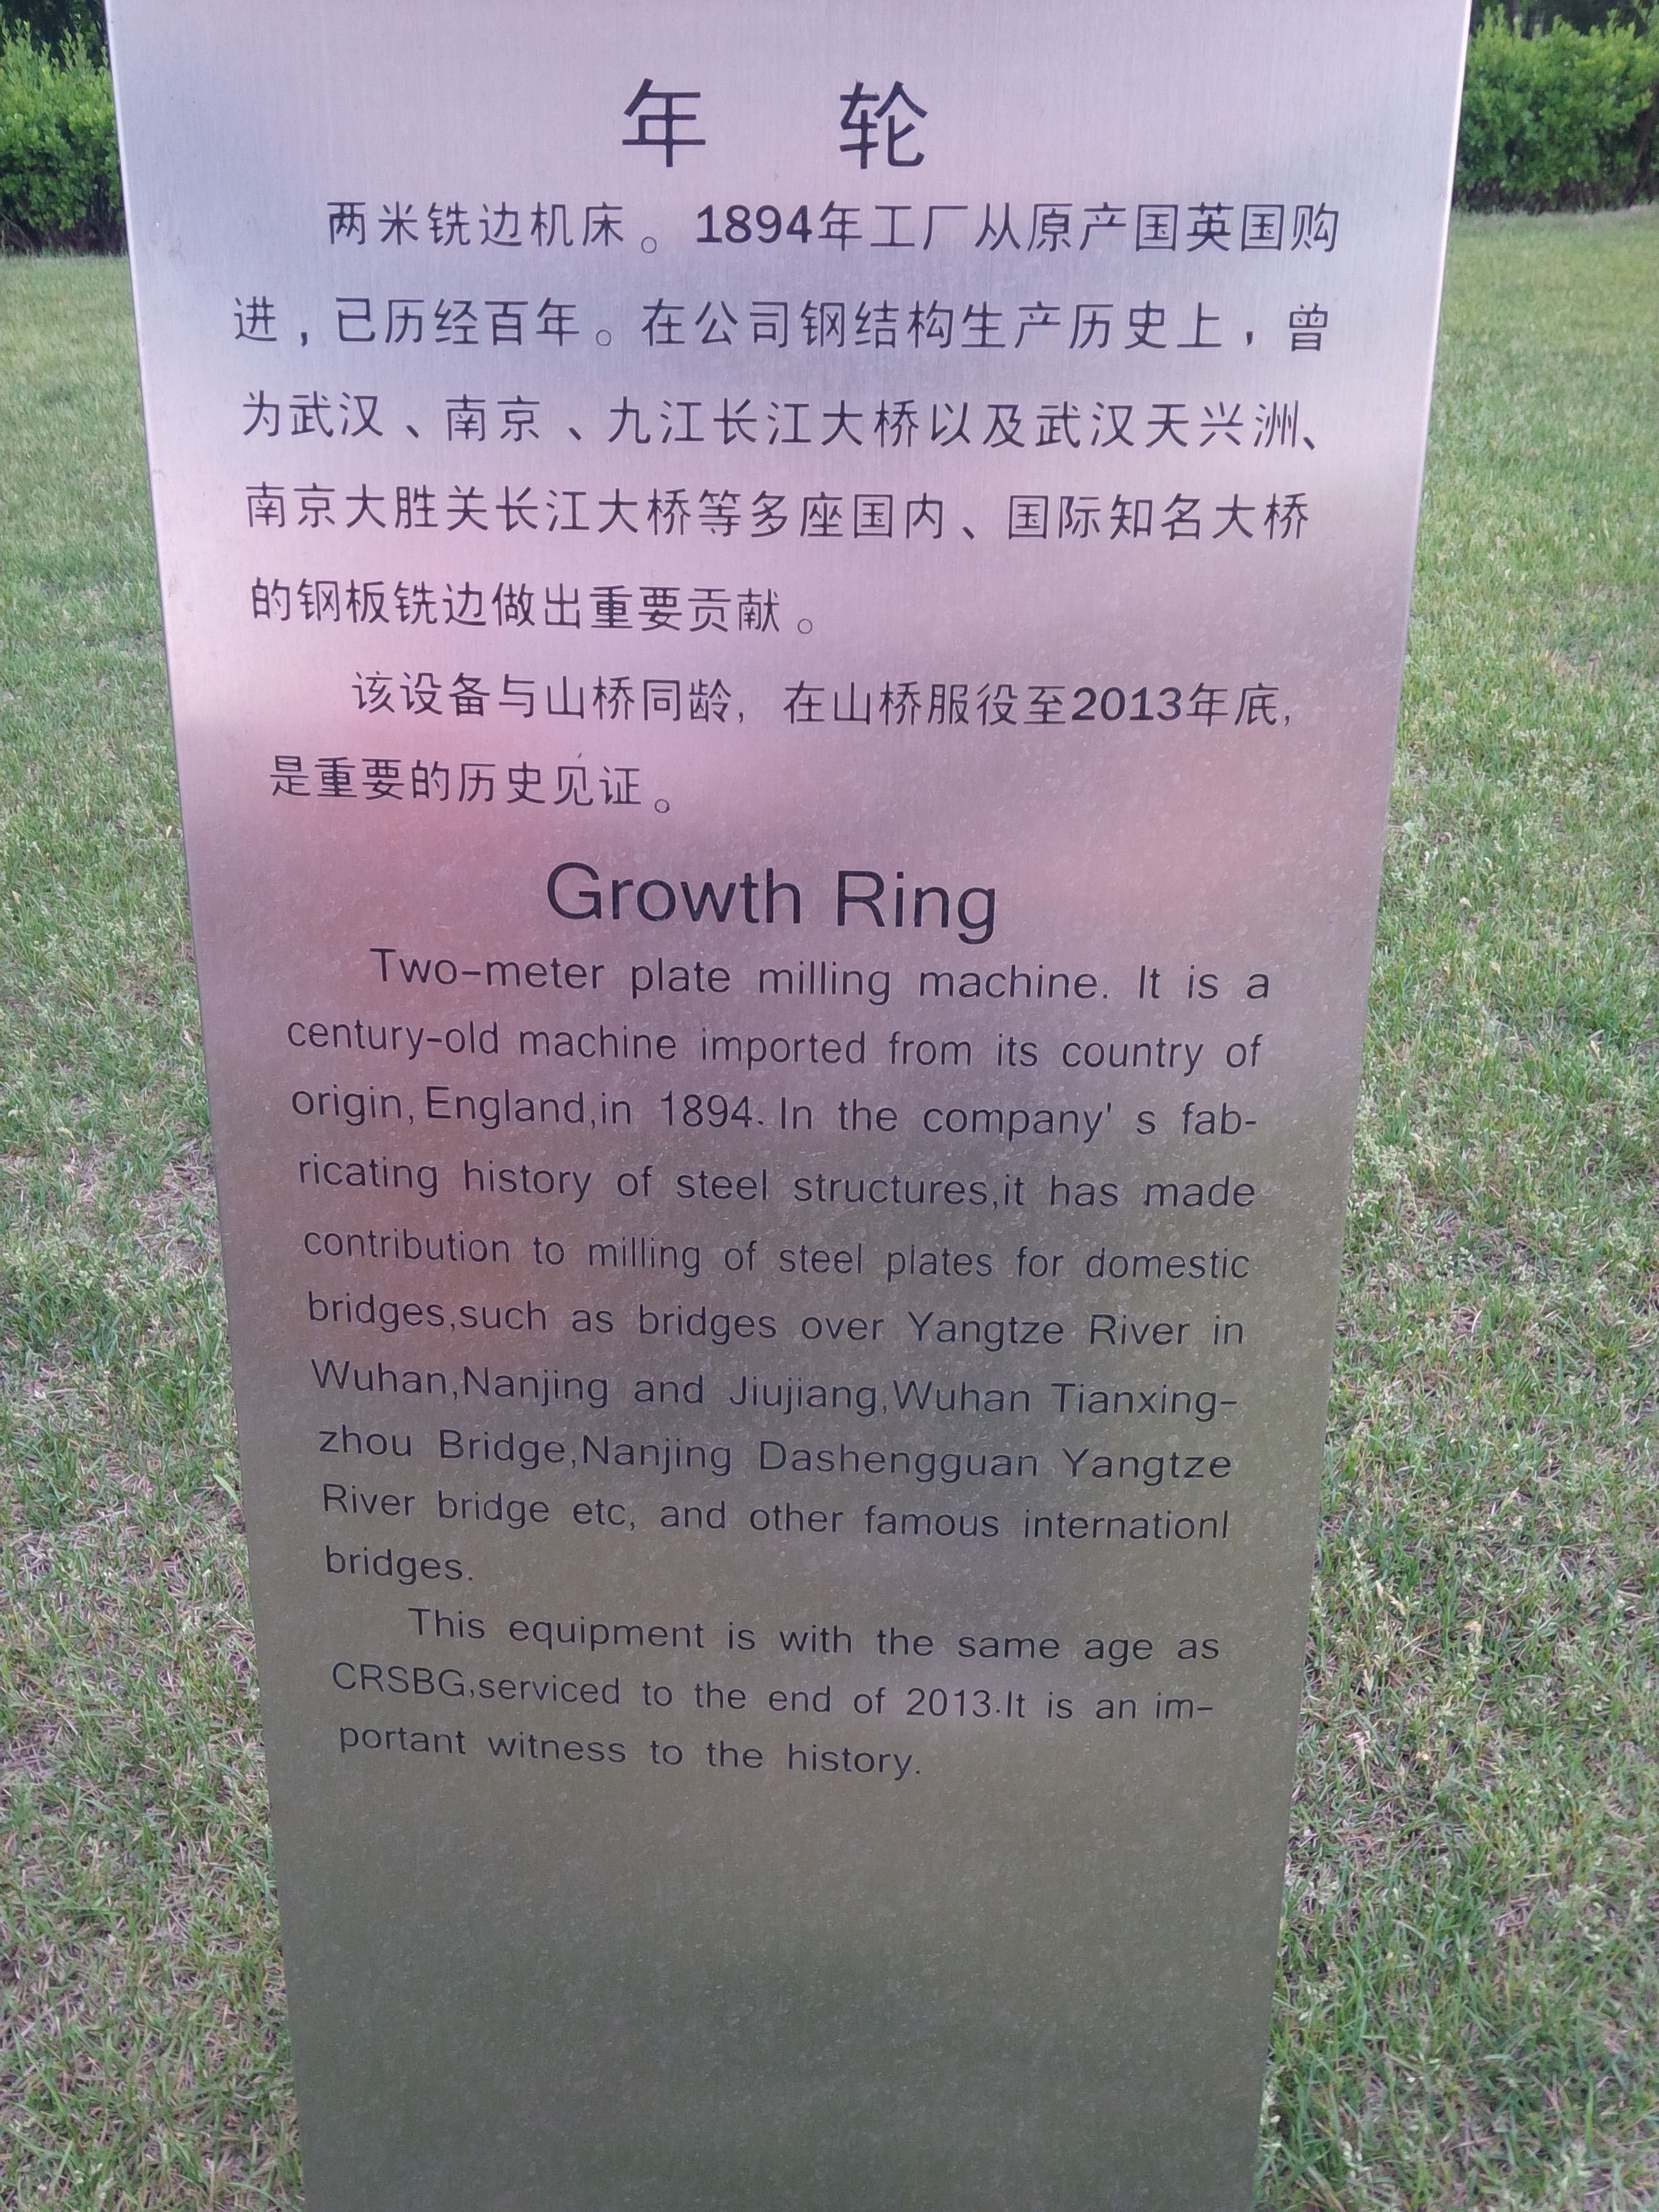 年 轮
两米铣边机床。1894年工厂从原产国英国购
进，已历经百年。在公司钢结构生产历史上，曾
为武汉、南京、九江长江大桥以及武汉天兴洲、
南京大胜关长江大桥等多座国内、国际知名大桥
的钢板铣边做出重要贡献。
该设备与山桥同龄，在山桥服役至2013年底，
是重要的历史见证。
Growth Ring
Two-meter plate milling machine. It is a
century-old machine imported from its country of
origin,England,in 1894. In the company's fab-
ricating history of steel structures,it has made
contribution to milling of steel plates for domestic
bridges,such as bridges over Yangtze River in
Wuhan,Nanjing and Jiujiang,Wuhan Tianxing-
zhou Bridge,Nanjing Dashengguan Yangtze
River bridge etc, and other famous internationl
bridges.
This equipment is with the same age as
CRSBG,serviced to the end of 2013.It is an im-
portant witness to the history.